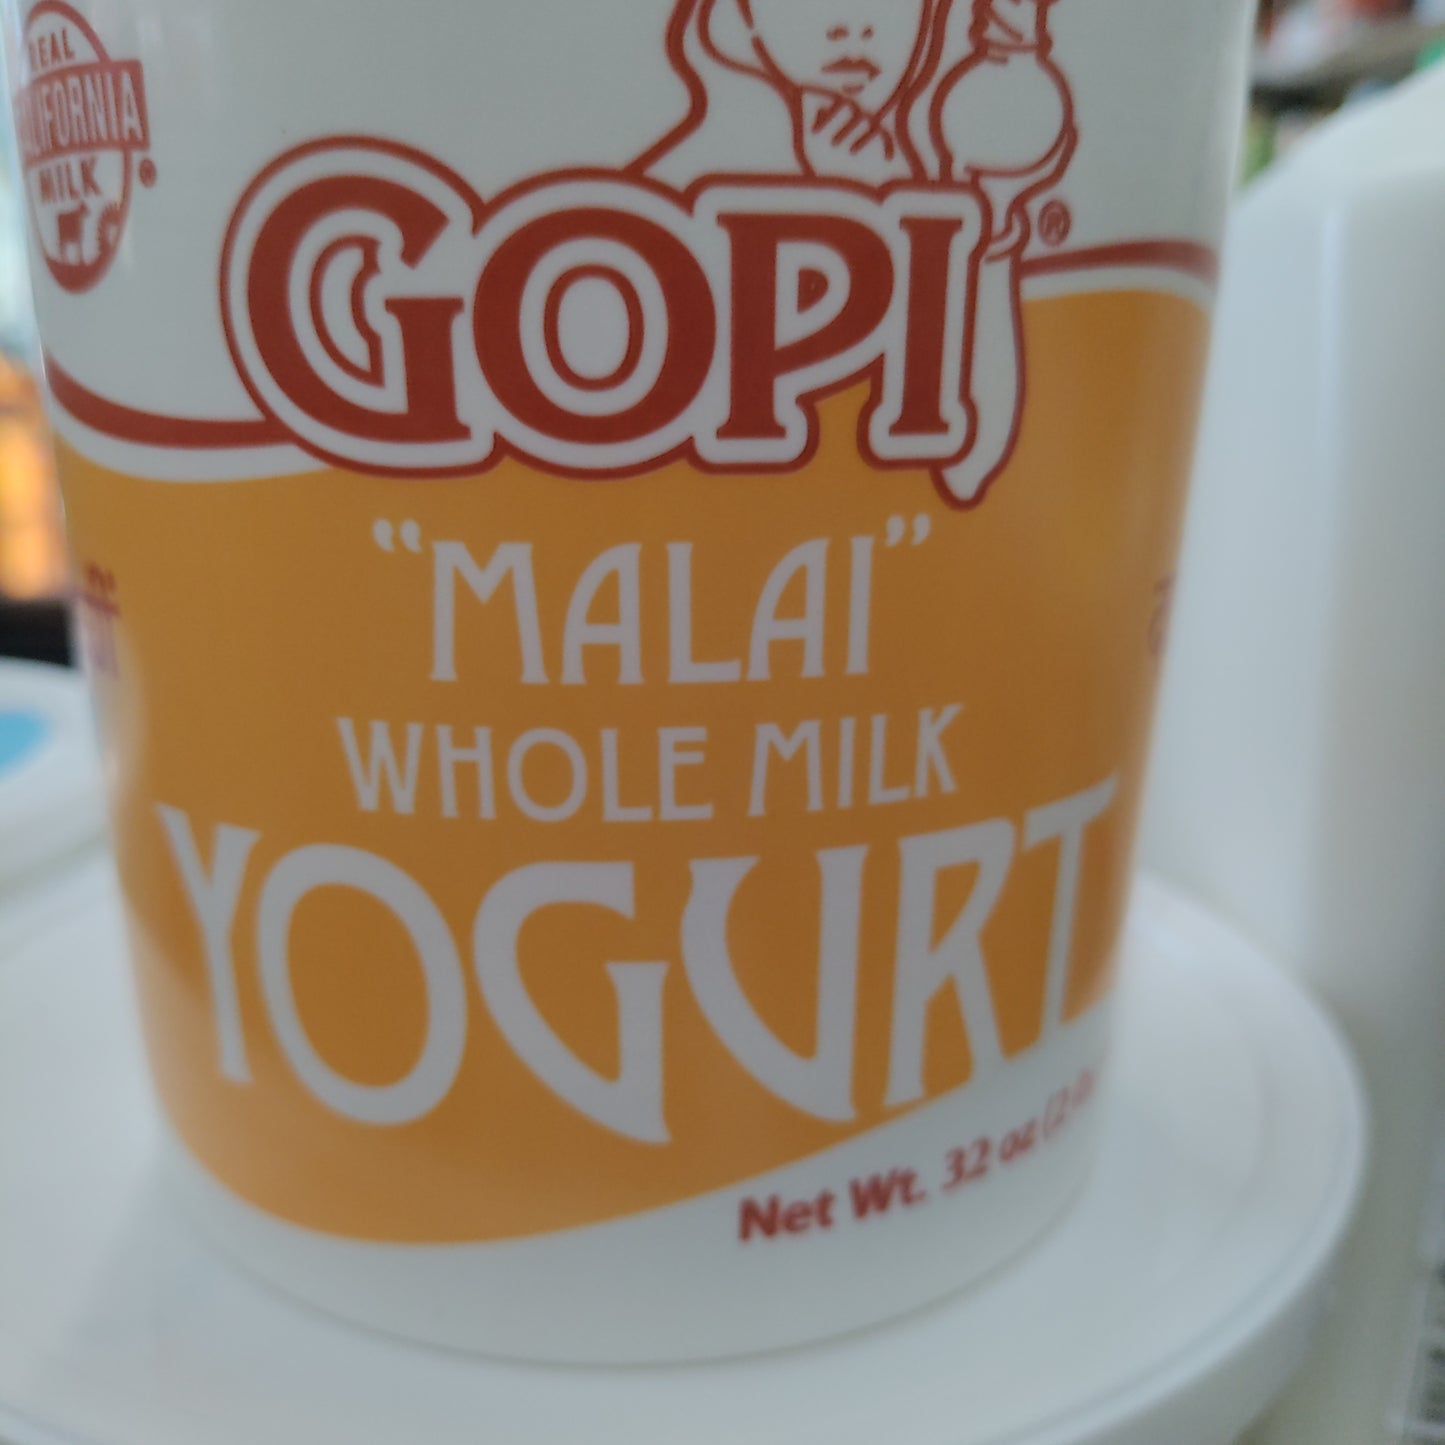 REAL
CALIFORNIA
MILK
GOPI
®
"MALAI"
WHOLE MILK
YOGURT
Net Wt. 32 oz